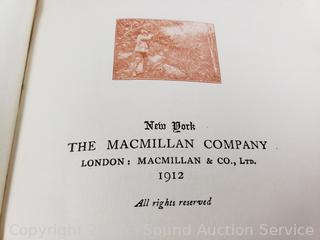 New York
THE MACMILLAN COMPANY
LONDON: MACMILLAN & CO., LTD.
1912
All rights reserved
Sound Auction Service